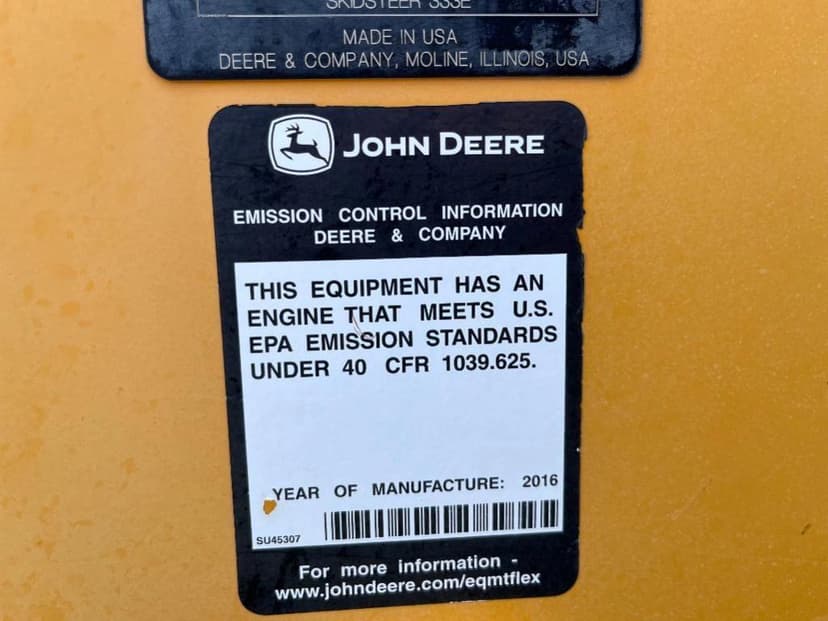 SKIDSTEER 333E
MADE IN USA
DEERE & COMPANY, MOLINE, ILLINOIS, USA
JOHN DEERE
EMISSION CONTROL INFORMATION
DEERE & COMPANY
THIS EQUIPMENT HAS AN
ENGINE THAT MEETS U.S.
EPA EMISSION STANDARDS
UNDER 40 CFR 1039.625.
YEAR OF MANUFACTURE: 2016
SU45307
For more information -
www.johndeere.com/eqmtflex